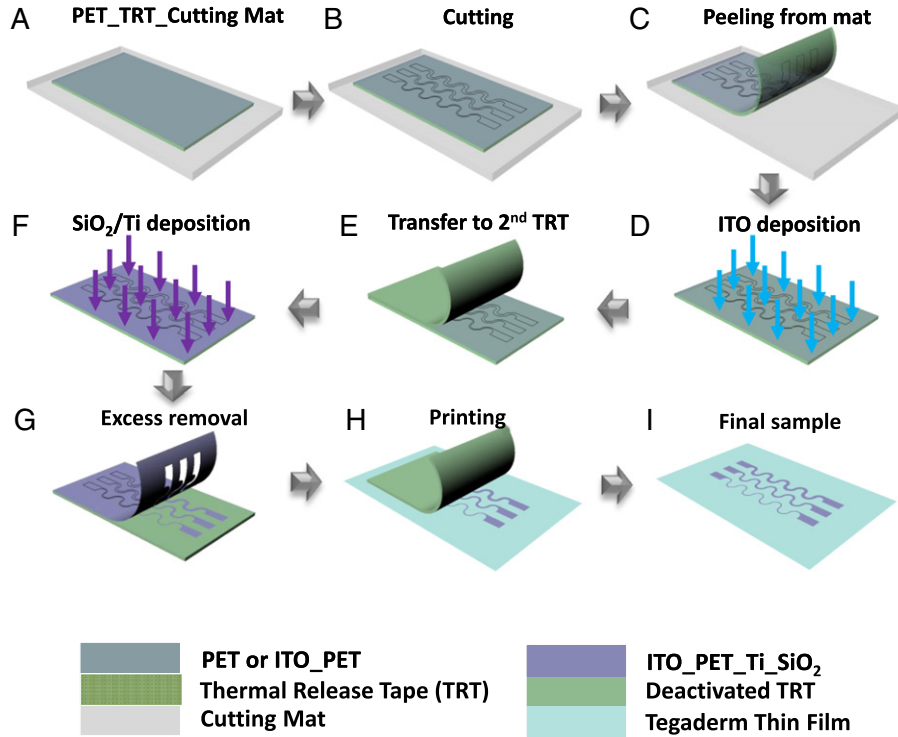 A PET_TRT_Cutting Mat
B Cutting
C Peeling from mat
F SiO₂/Ti deposition
E Transfer to 2ⁿᵈ TRT
D ITO deposition
G Excess removal
H Printing
I Final sample
PET or ITO_PET
Thermal Release Tape (TRT)
Cutting Mat
ITO_PET_Ti_SiO₂
Deactivated TRT
Tegaderm Thin Film